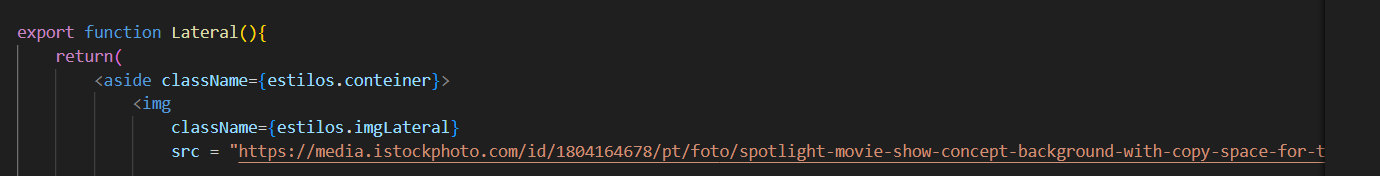 export function Lateral(){
return(
<aside className={estilos.conteiner}>
<img
className={estilos.imgLateral}
src = "https://media.istockphoto.com/id/1804164678/pt/foto/spotlight-movie-show-concept-background-with-copy-space-for-t